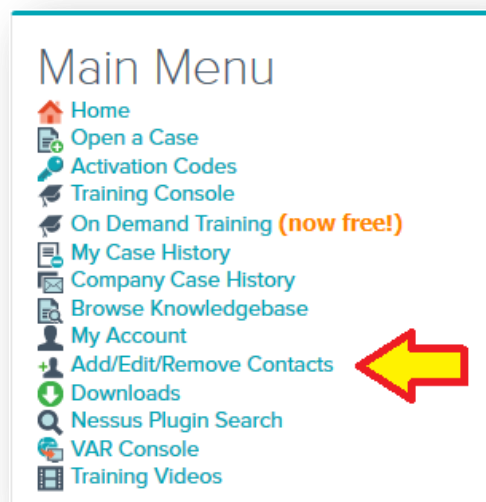 Main Menu
Home
Open a Case
Activation Codes
Training Console
On Demand Training (now free!)
My Case History
Company Case History
Browse Knowledgebase
My Account
Add/Edit/Remove Contacts
Downloads
Nessus Plugin Search
VAR Console
Training Videos